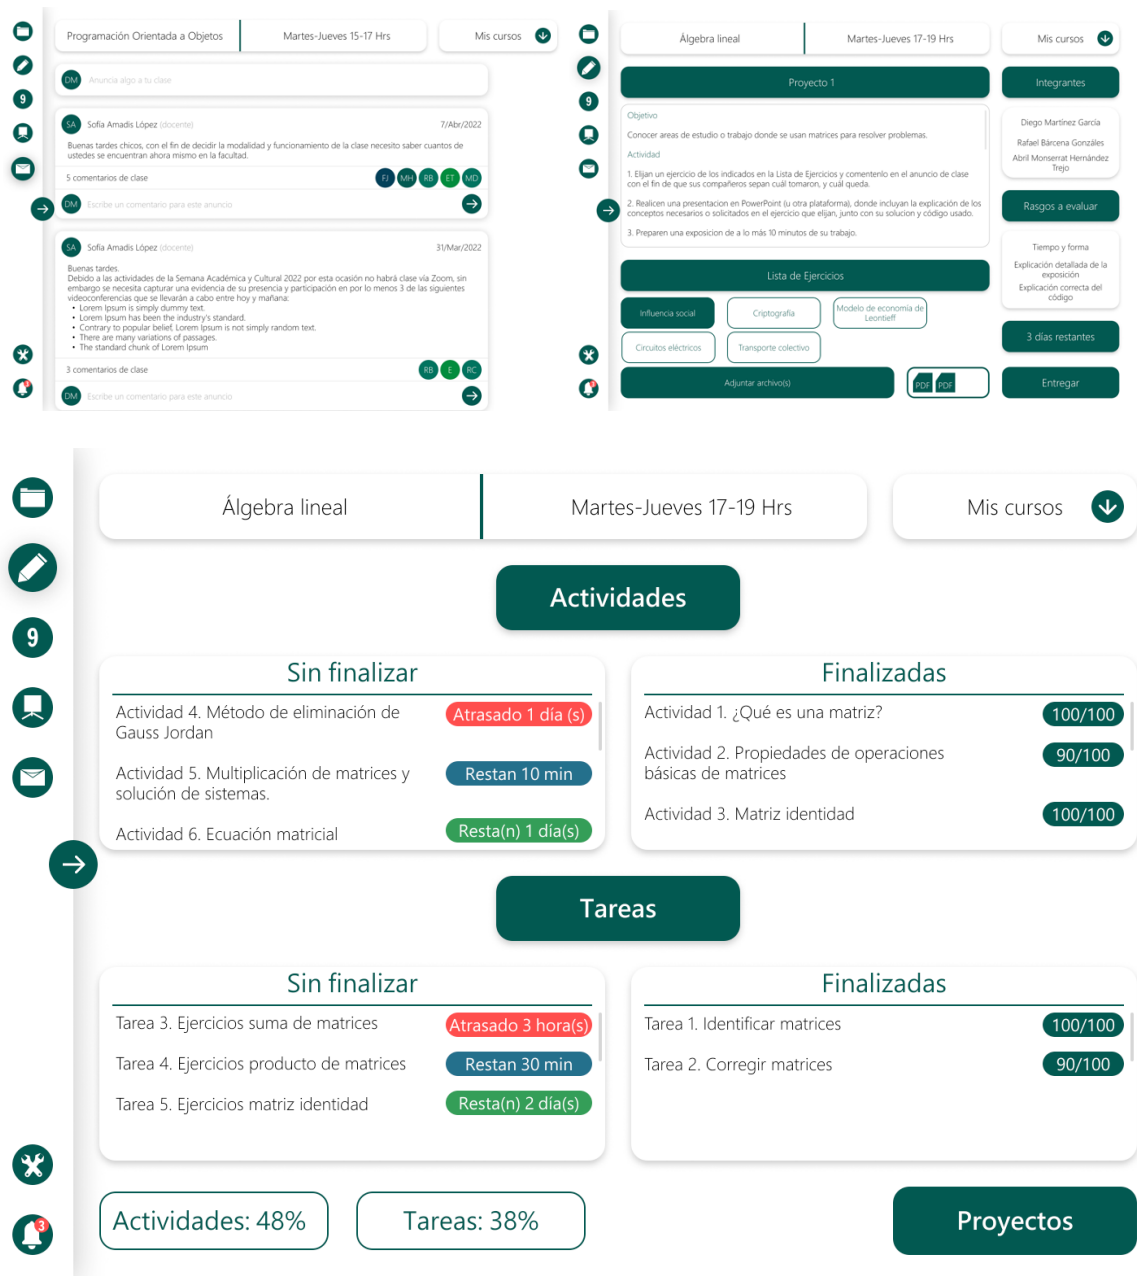 Programación Orientada a Objetos
Martes-Jueves 15-17 Hrs
Mis cursos
DM Anuncia algo a tu clase
9
SA Sofía Amadis López (docente) 7/Abr/2022
Buenas tardes chicos, con el fin de decidir la modalidad y funcionamiento de la clase necesito saber cuantos de
ustedes se encuentran ahora mismo en la facultad.
5 comentarios de clase FJ MH RB ET MD
DM Escribe un comentario para este anuncio
SA Sofía Amadis López (docente) 31/Mar/2022
Buenas tardes.
Debido a las actividades de la Semana Académica y Cultural 2022 por esta ocasión no habrá clase vía Zoom, sin
embargo se necesita capturar una evidencia de su presencia y participación en por lo menos 3 de las siguientes
videoconferencias que se llevarán a cabo entre hoy y mañana:
• Lorem Ipsum is simply dummy text.
• Lorem Ipsum has been the industry's standard.
• Contrary to popular belief, Lorem Ipsum is not simply random text.
• There are many variations of passages.
• The standard chunk of Lorem Ipsum
3 comentarios de clase RB E RC
3
DM Escribe un comentario para este anuncio
Álgebra lineal
Martes-Jueves 17-19 Hrs
Mis cursos
9
Proyecto 1
Objetivo
Conocer areas de estudio o trabajo donde se usan matrices para resolver problemas.
Actividad
1. Elijan un ejercicio de los indicados en la Lista de Ejercicios y comentenlo en el anuncio de clase
con el fin de que sus compañeros sepan cuál tomaron, y cuál queda.
2. Realicen una presentacion en PowerPoint (u otra plataforma), donde incluyan la explicación de los
conceptos necesarios o solicitados en el ejercicio que elijan, junto con su solucion y código usado.
3. Preparen una exposicion de a lo más 10 minutos de su trabajo.
Lista de Ejercicios
Influencia social
Criptografía
Modelo de economía de
Leontieff
Circuitos eléctricos
Transporte colectivo
3
Adjuntar archivo(s)
PDF PDF
Integrantes
Diego Martínez Garcia
Rafael Bárcena Gonzáles
Abril Monserrat Hernández
Trejo
Rasgos a evaluar
Tiempo y forma
Explicación detallada de la
exposición
Explicación correcta del
código
3 días restantes
Entregar
Álgebra lineal
Martes-Jueves 17-19 Hrs
Mis cursos
9
Actividades
Sin finalizar
Actividad 4. Método de eliminación de
Gauss Jordan
Atrasado 1 día (s)
Actividad 5. Multiplicación de matrices y
solución de sistemas.
Restan 10 min
Actividad 6. Ecuación matricial
Resta(n) 1 día(s)
Finalizadas
Actividad 1. ¿Qué es una matriz?
100/100
Actividad 2. Propiedades de operaciones
básicas de matrices
90/100
Actividad 3. Matriz identidad
100/100
Tareas
Sin finalizar
Tarea 3. Ejercicios suma de matrices
Atrasado 3 hora(s)
Tarea 4. Ejercicios producto de matrices
Restan 30 min
Tarea 5. Ejercicios matriz identidad
Resta(n) 2 día(s)
Finalizadas
Tarea 1. Identificar matrices
100/100
Tarea 2. Corregir matrices
90/100
3
Actividades: 48%
Tareas: 38%
Proyectos